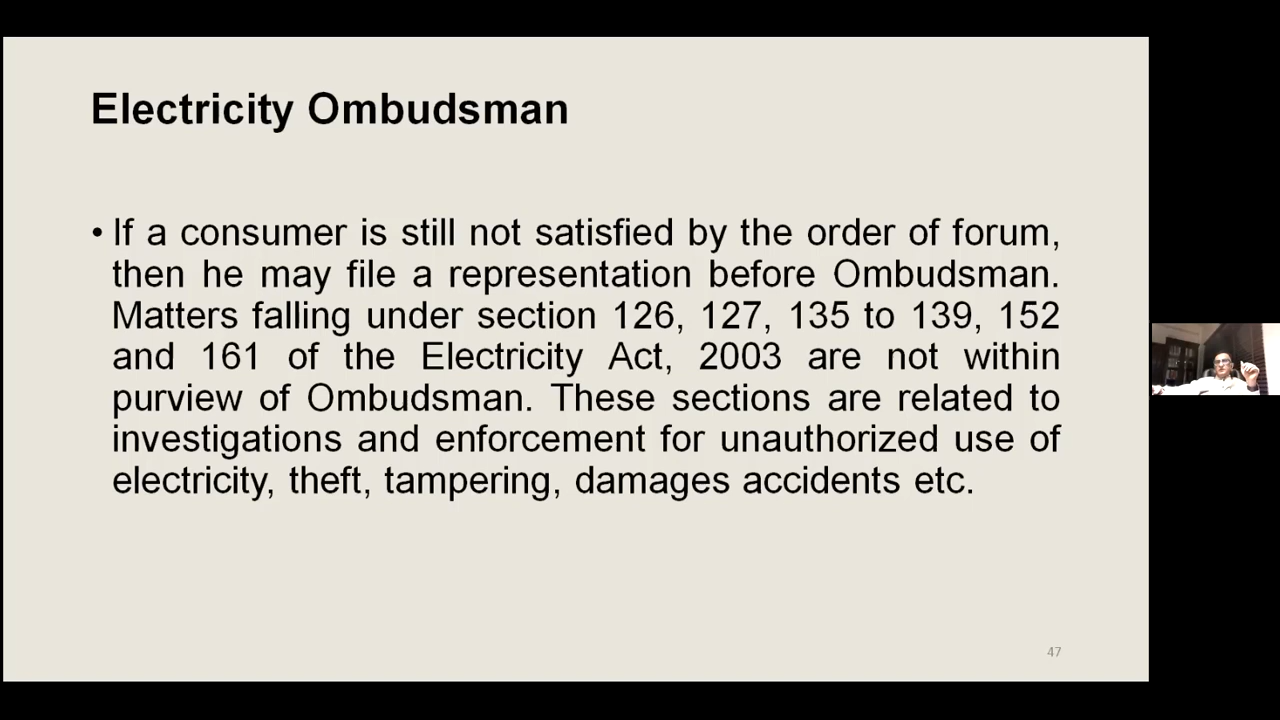 Electricity Ombudsman
• If a consumer is still not satisfied by the order of forum,
then he may file a representation before Ombudsman.
Matters falling under section 126, 127, 135 to 139, 152
and 161 of the Electricity Act, 2003 are not within
purview of Ombudsman. These sections are related to
investigations and enforcement for unauthorized use of
electricity, theft, tampering, damages accidents etc.
47